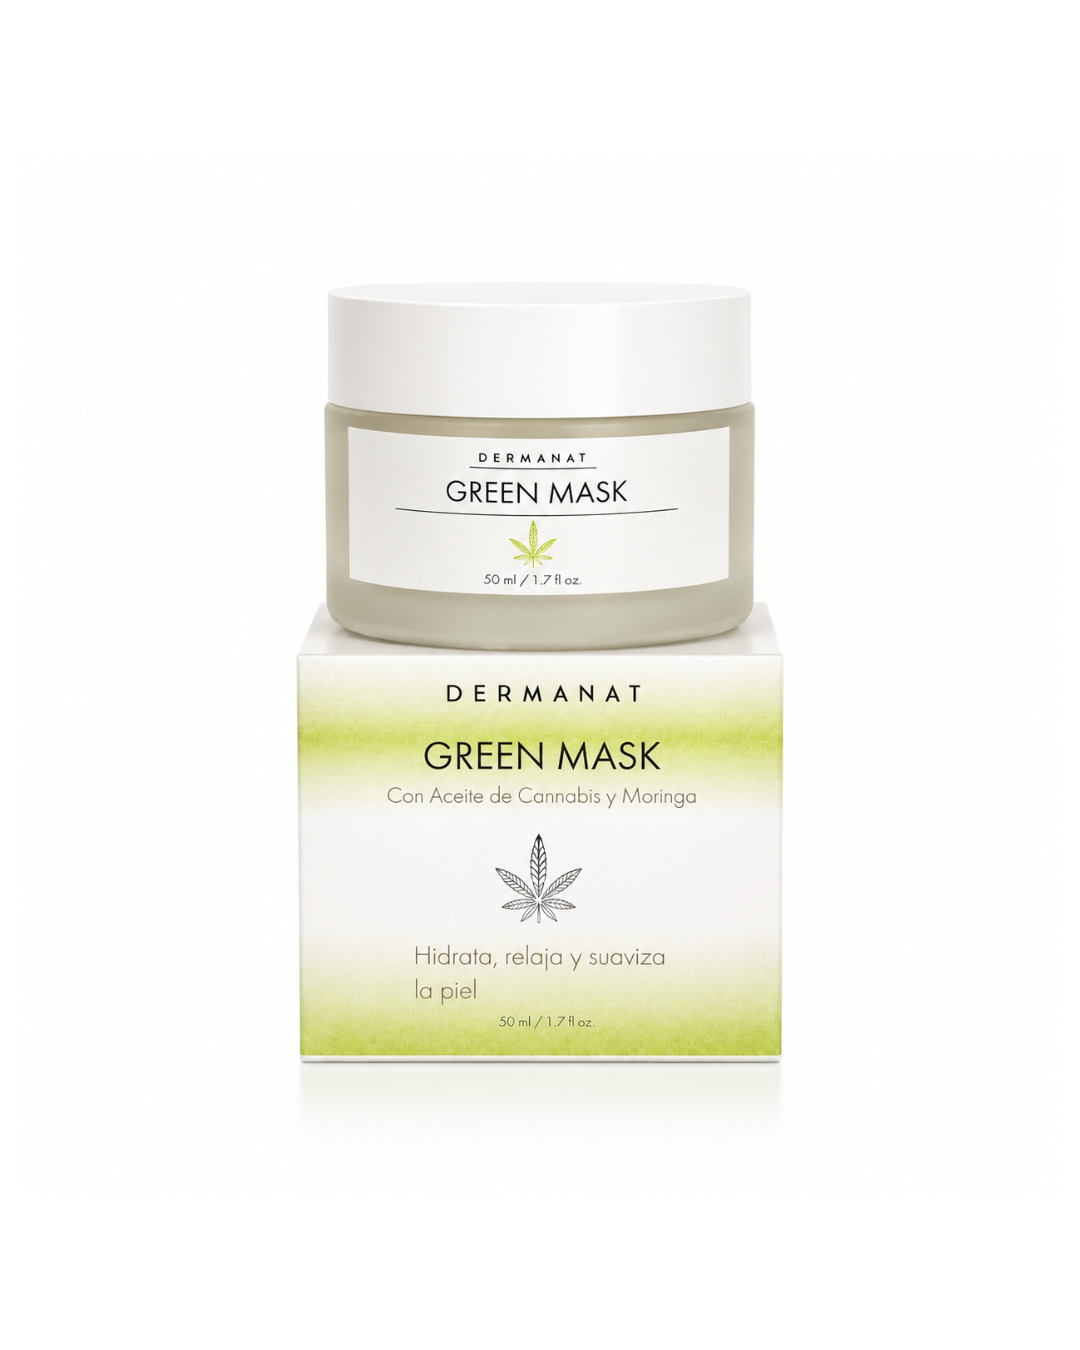 DERMANAT
GREEN MASK
50 ml / 1.7 fl oz.
DERMANAT
GREEN MASK
Con Aceite de Cannabis y Moringa
Hidrata, relaja y suaviza
la piel
50 ml / 1.7 fl oz.